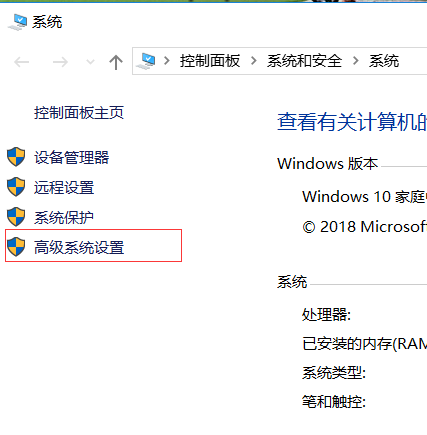 系统
控制面板 系统和安全 系统
控制面板主页
设备管理器
远程设置
系统保护
高级系统设置
查看有关计算机的
Windows 版本
Windows 10 家庭
© 2018 Microsof
系统
处理器:
已安装的内存(RAM
系统类型:
笔和触控: